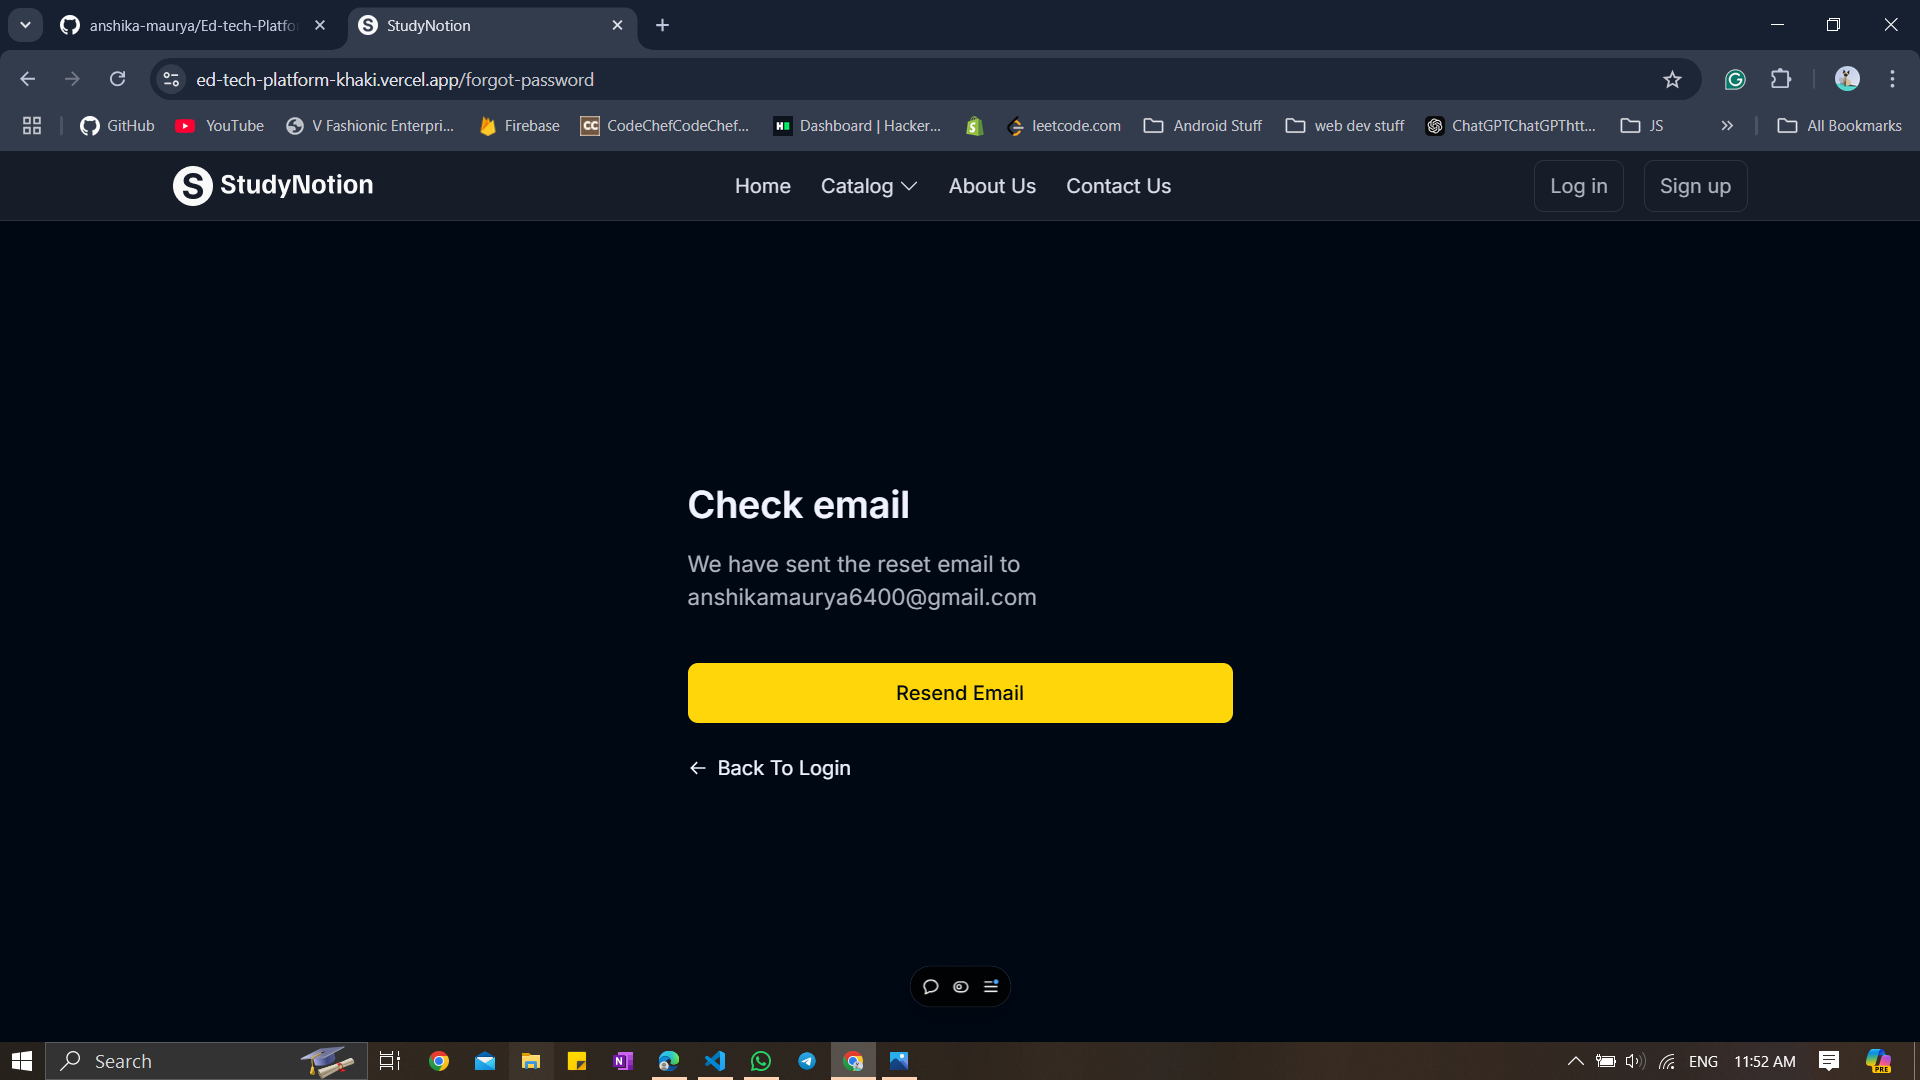 anshika-maurya/Ed-tech-Platfo
StudyNotion
ed-tech-platform-khaki.vercel.app/forgot-password
GitHub
YouTube
V Fashionic Enterpri...
Firebase
CC
CodeChefCodeChef...
H
Dashboard | Hacker...
leetcode.com
Android Stuff
web dev stuff
ChatGPTChatGPThtt...
JS
All Bookmarks
S StudyNotion
Home
Catalog
About Us
Contact Us
Log in
Sign up
Check email
We have sent the reset email to
anshikamaurya6400@gmail.com
Resend Email
Back To Login
Search
N
ENG
11:52 AM
PRE